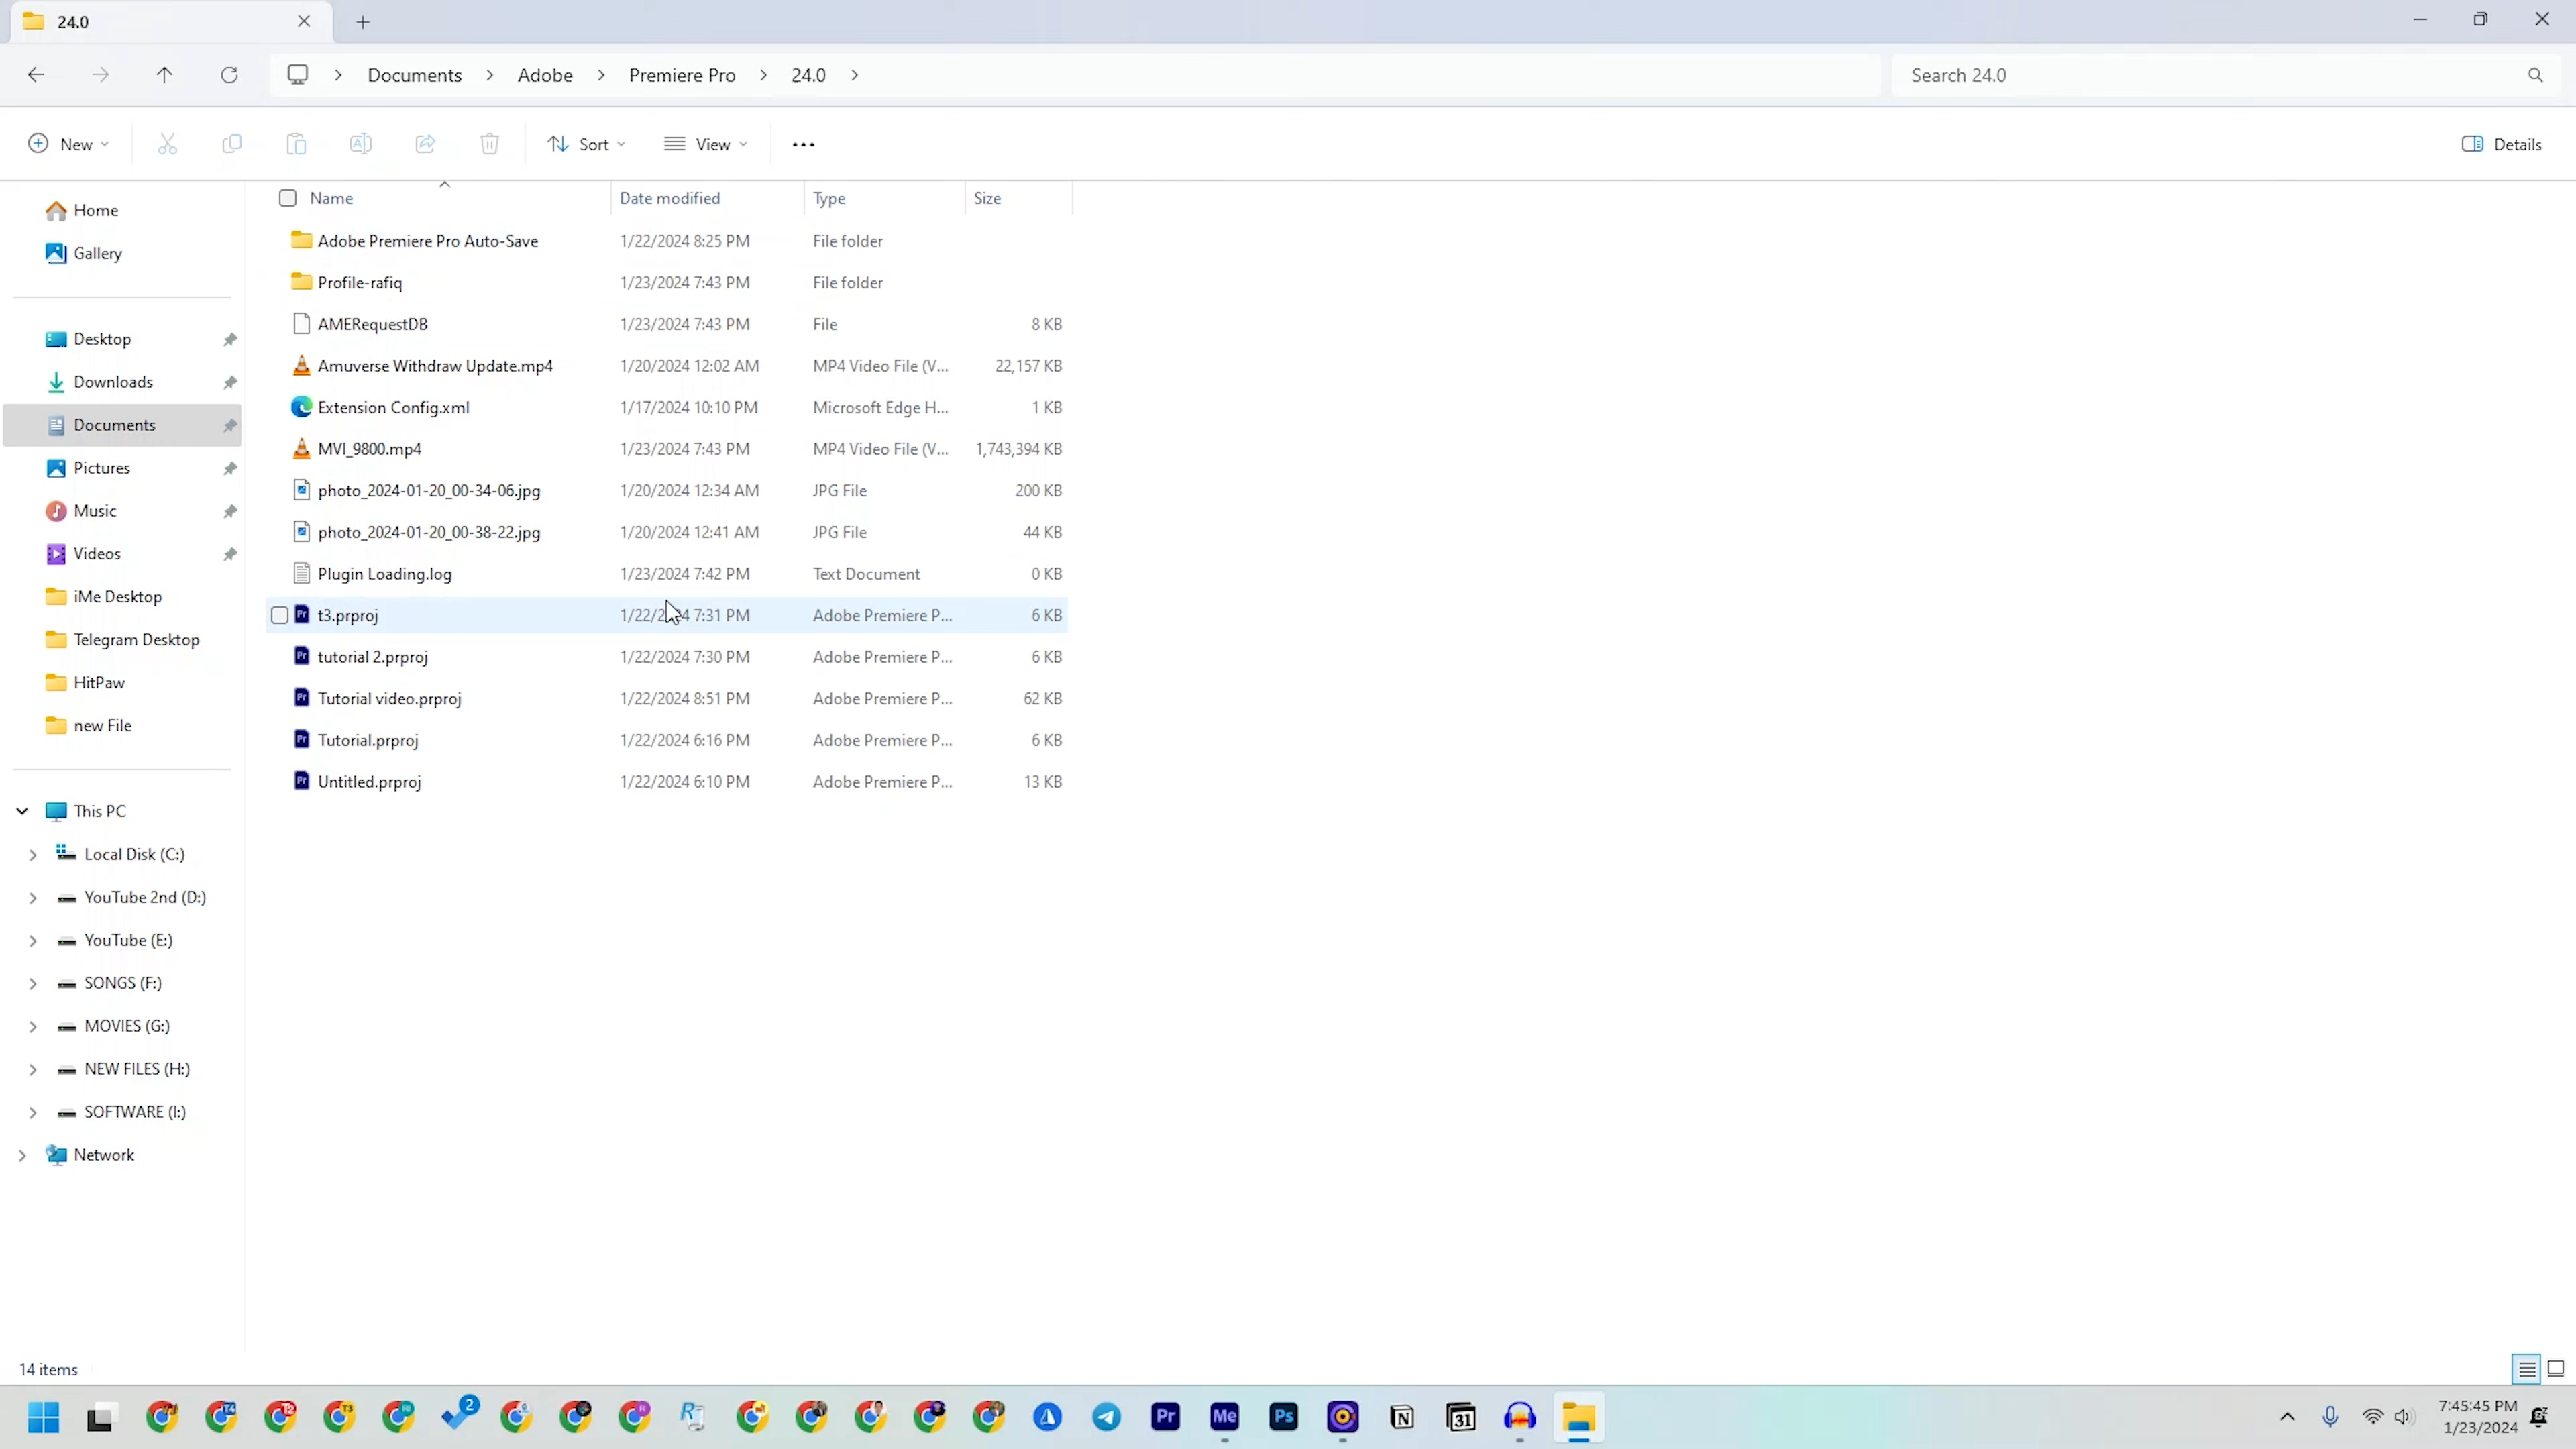 24.0
Documents > Adobe > Premiere Pro > 24.0 >
Search 24.0
New
Sort
View
Details
Home
Gallery
Desktop
Downloads
Documents
Pictures
Music
Videos
iMe Desktop
Telegram Desktop
HitPaw
new File
This PC
Local Disk (C:)
YouTube 2nd (D:)
YouTube (E:)
SONGS (F:)
MOVIES (G:)
NEW FILES (H:)
SOFTWARE (I:)
Network
Name Date modified Type Size
Adobe Premiere Pro Auto-Save 1/22/2024 8:25 PM File folder
Profile-rafiq 1/23/2024 7:43 PM File folder
AMERequestDB 1/23/2024 7:43 PM File 8 KB
Amuverse Withdraw Update.mp4 1/20/2024 12:02 AM MP4 Video File (V... 22,157 KB
Extension Config.xml 1/17/2024 10:10 PM Microsoft Edge H... 1 KB
MVI_9800.mp4 1/23/2024 7:43 PM MP4 Video File (V... 1,743,394 KB
photo_2024-01-20_00-34-06.jpg 1/20/2024 12:34 AM JPG File 200 KB
photo_2024-01-20_00-38-22.jpg 1/20/2024 12:41 AM JPG File 44 KB
Plugin Loading.log 1/23/2024 7:42 PM Text Document 0 KB
t3.prproj 1/22/2024 7:31 PM Adobe Premiere P... 6 KB
tutorial 2.prproj 1/22/2024 7:30 PM Adobe Premiere P... 6 KB
Tutorial video.prproj 1/22/2024 8:51 PM Adobe Premiere P... 62 KB
Tutorial.prproj 1/22/2024 6:16 PM Adobe Premiere P... 6 KB
Untitled.prproj 1/22/2024 6:10 PM Adobe Premiere P... 13 KB
14 items
T4 T2 T3 2 Pr Me Ps N 31
7:45:45 PM
1/23/2024